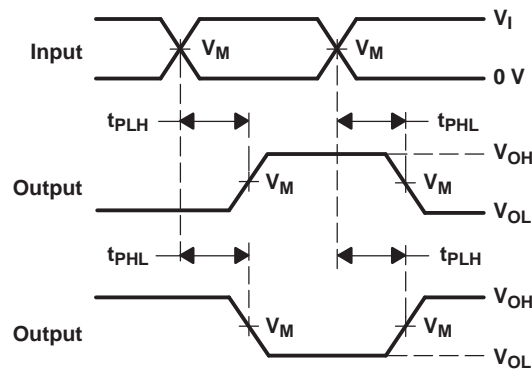 V_I
Input V_M V_M
0 V
t_PLH t_PHL
V_OH
Output V_M V_M
V_OL
t_PHL t_PLH
V_OH
Output V_M V_M
V_OL